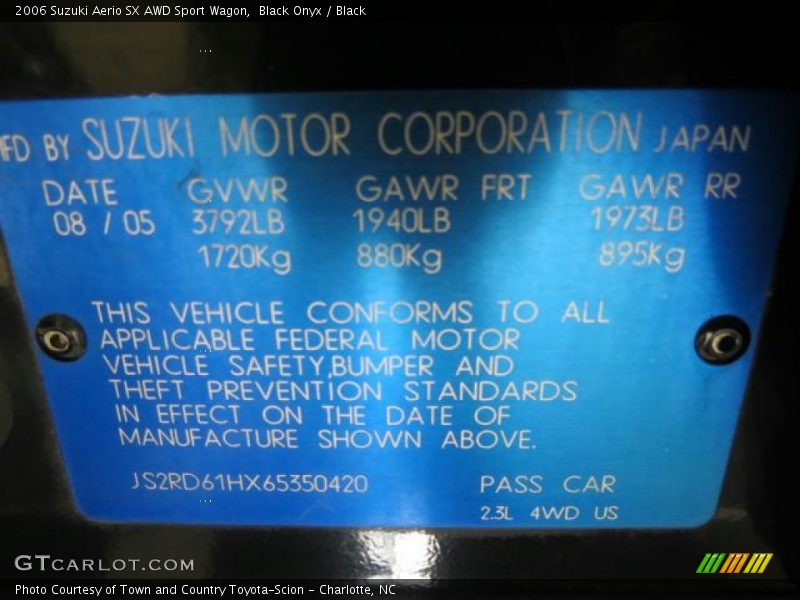 2006 Suzuki Aerio SX AWD Sport Wagon, Black Onyx / Black
MFD BY SUZUKI MOTOR CORPORATION JAPAN
DATE GVWR GAWR FRT GAWR RR
08 / 05 3792LB 1940LB 1973LB
1720Kg 880Kg 895Kg
THIS VEHICLE CONFORMS TO ALL
APPLICABLE FEDERAL MOTOR
VEHICLE SAFETY,BUMPER AND
THEFT PREVENTION STANDARDS
IN EFFECT ON THE DATE OF
MANUFACTURE SHOWN ABOVE.
JS2RD61HX65350420 PASS CAR
2.3L 4WD US
GTCARLOT.COM
Photo Courtesy of Town and Country Toyota-Scion - Charlotte, NC